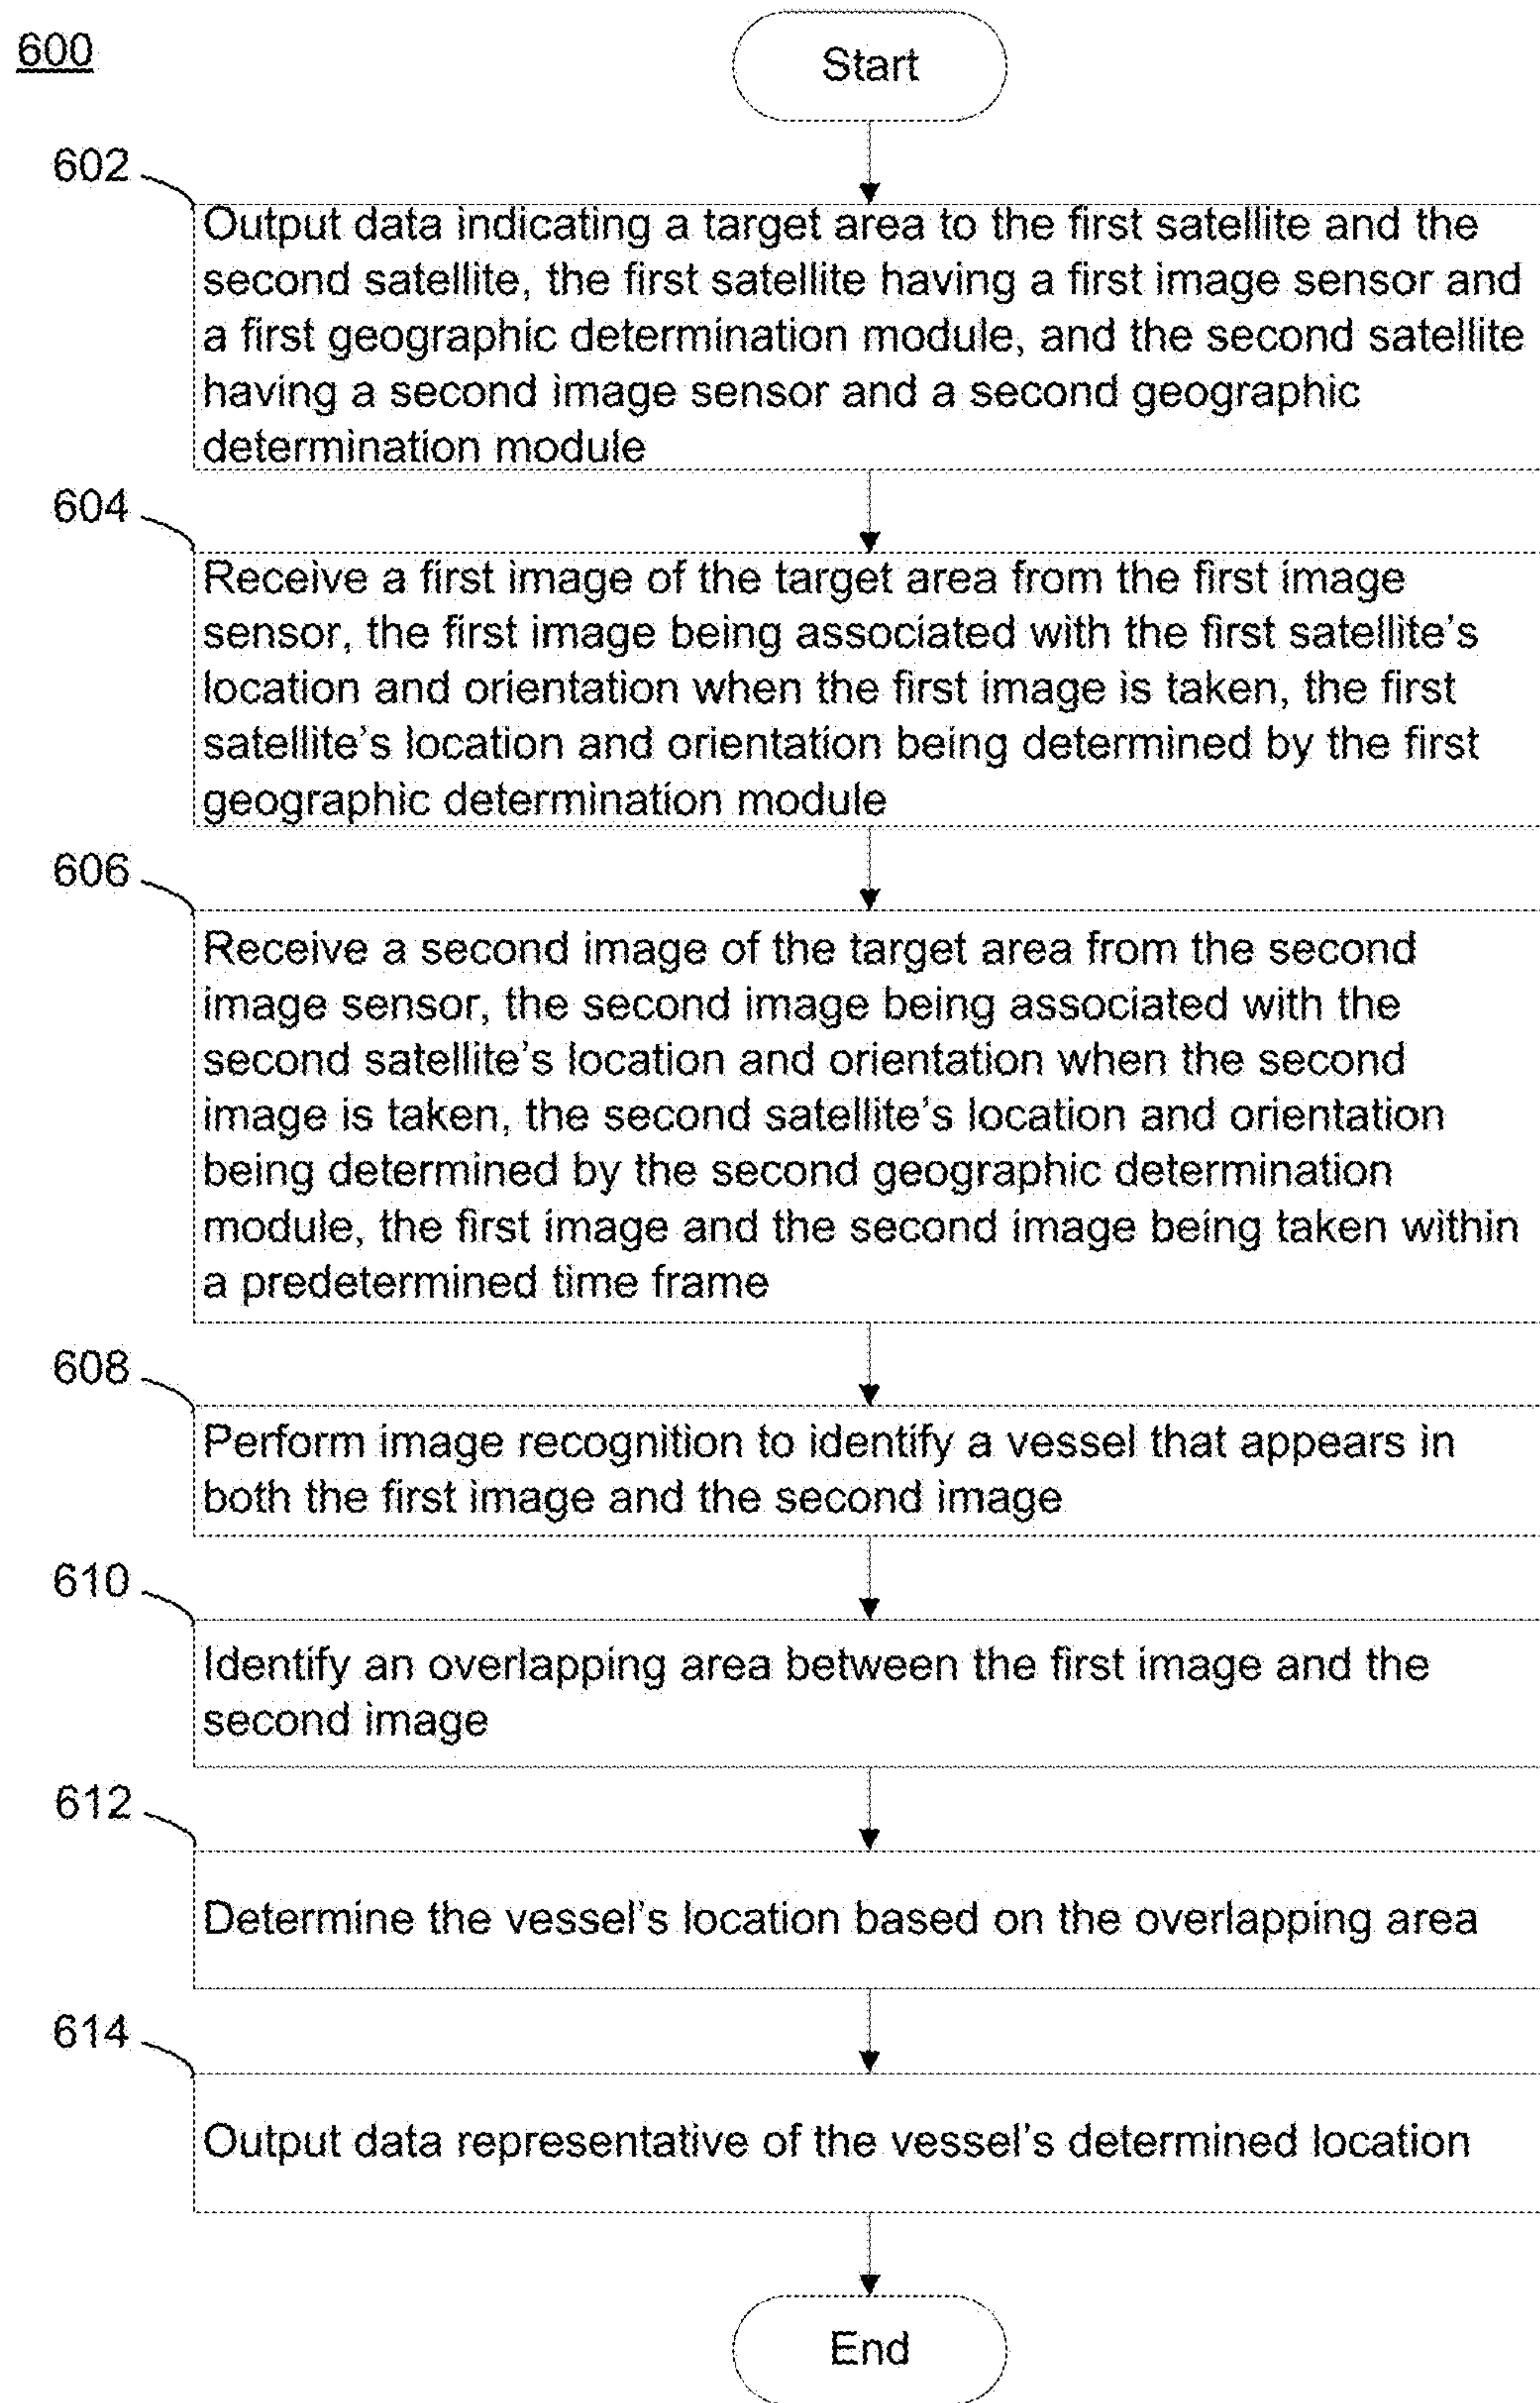 600
Start
602
Output data indicating a target area to the first satellite and the
second satellite, the first satellite having a first image sensor and
a first geographic determination module, and the second satellite
having a second image sensor and a second geographic
determination module
604
Receive a first image of the target area from the first image
sensor, the first image being associated with the first satellite's
location and orientation when the first image is taken, the first
satellite's location and orientation being determined by the first
geographic determination module
606
Receive a second image of the target area from the second
image sensor, the second image being associated with the
second satellite's location and orientation when the second
image is taken, the second satellite's location and orientation
being determined by the second geographic determination
module, the first image and the second image being taken within
a predetermined time frame
608
Perform image recognition to identify a vessel that appears in
both the first image and the second image
610
Identify an overlapping area between the first image and the
second image
612
Determine the vessel's location based on the overlapping area
614
Output data representative of the vessel's determined location
End